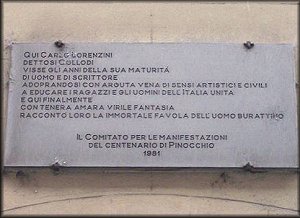 QUI CARLO LORENZINI
DETTOSI COLLODI
VISSE GLI ANNI DELLA SUA MATURITÀ
DI UOMO E DI SCRITTORE
ADOPRANDOSI CON ARGUTA VENA DI SENSI ARTISTICI E CIVILI
A EDUCARE I RAGAZZI E GLI UOMINI DELL'ITALIA UNITA
E QUI FINALMENTE
CON TENERA AMARA VIRILE FANTASIA
RACCONTÒ LORO LA IMMORTALE FAVOLA DELL'UOMO BURATTINO
IL COMITATO PER LE MANIFESTAZIONI
DEL CENTENARIO DI PINOCCHIO
1981